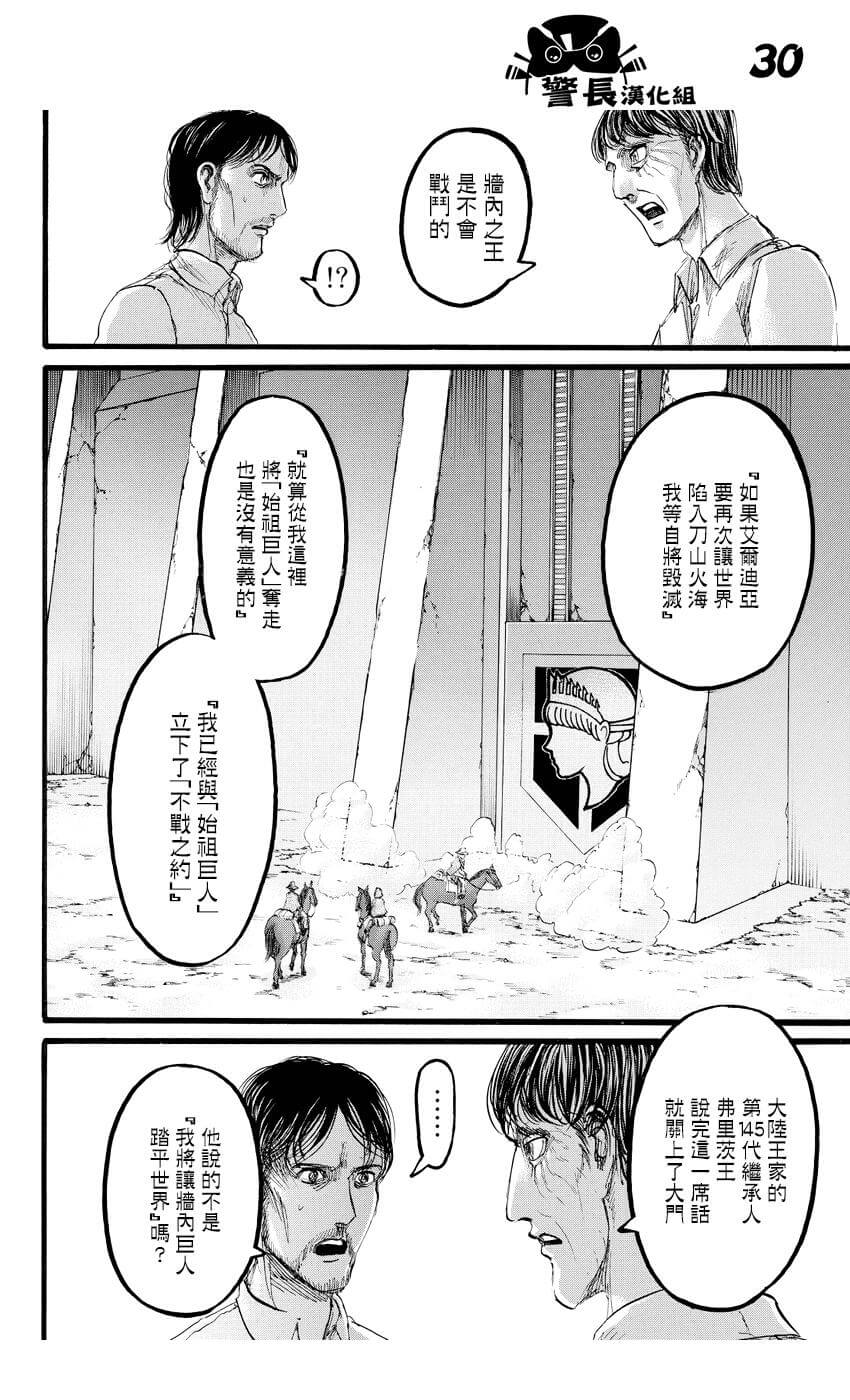 警長漢化組
30
牆內之王
是不會
戰鬥的
!?
『如果艾爾迪亞
要再次讓世界
陷入刀山火海
我等自將毀滅』
『就算從我這裡
將「始祖巨人」奪走
也是沒有意義的』
『我已經與「始祖巨人」
立下了「不戰之約」』
大陸王家的
第145代繼承人
弗里茨王
說完這一席話
就關上了大門
……
他說的不是
『我將讓牆內巨人
踏平世界』嗎？